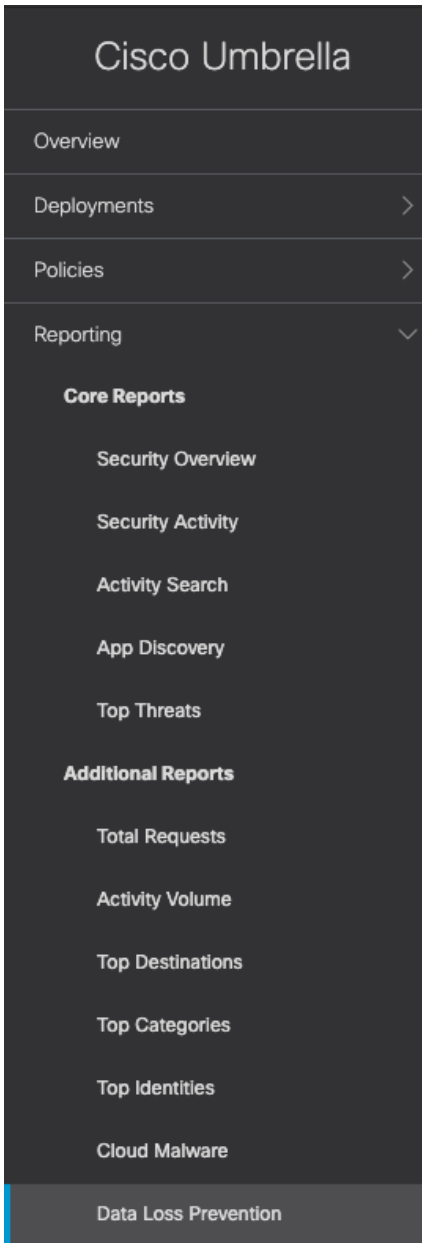 Cisco Umbrella
Overview
Deployments
Policies
Reporting
Core Reports
Security Overview
Security Activity
Activity Search
App Discovery
Top Threats
Additional Reports
Total Requests
Activity Volume
Top Destinations
Top Categories
Top Identities
Cloud Malware
Data Loss Prevention